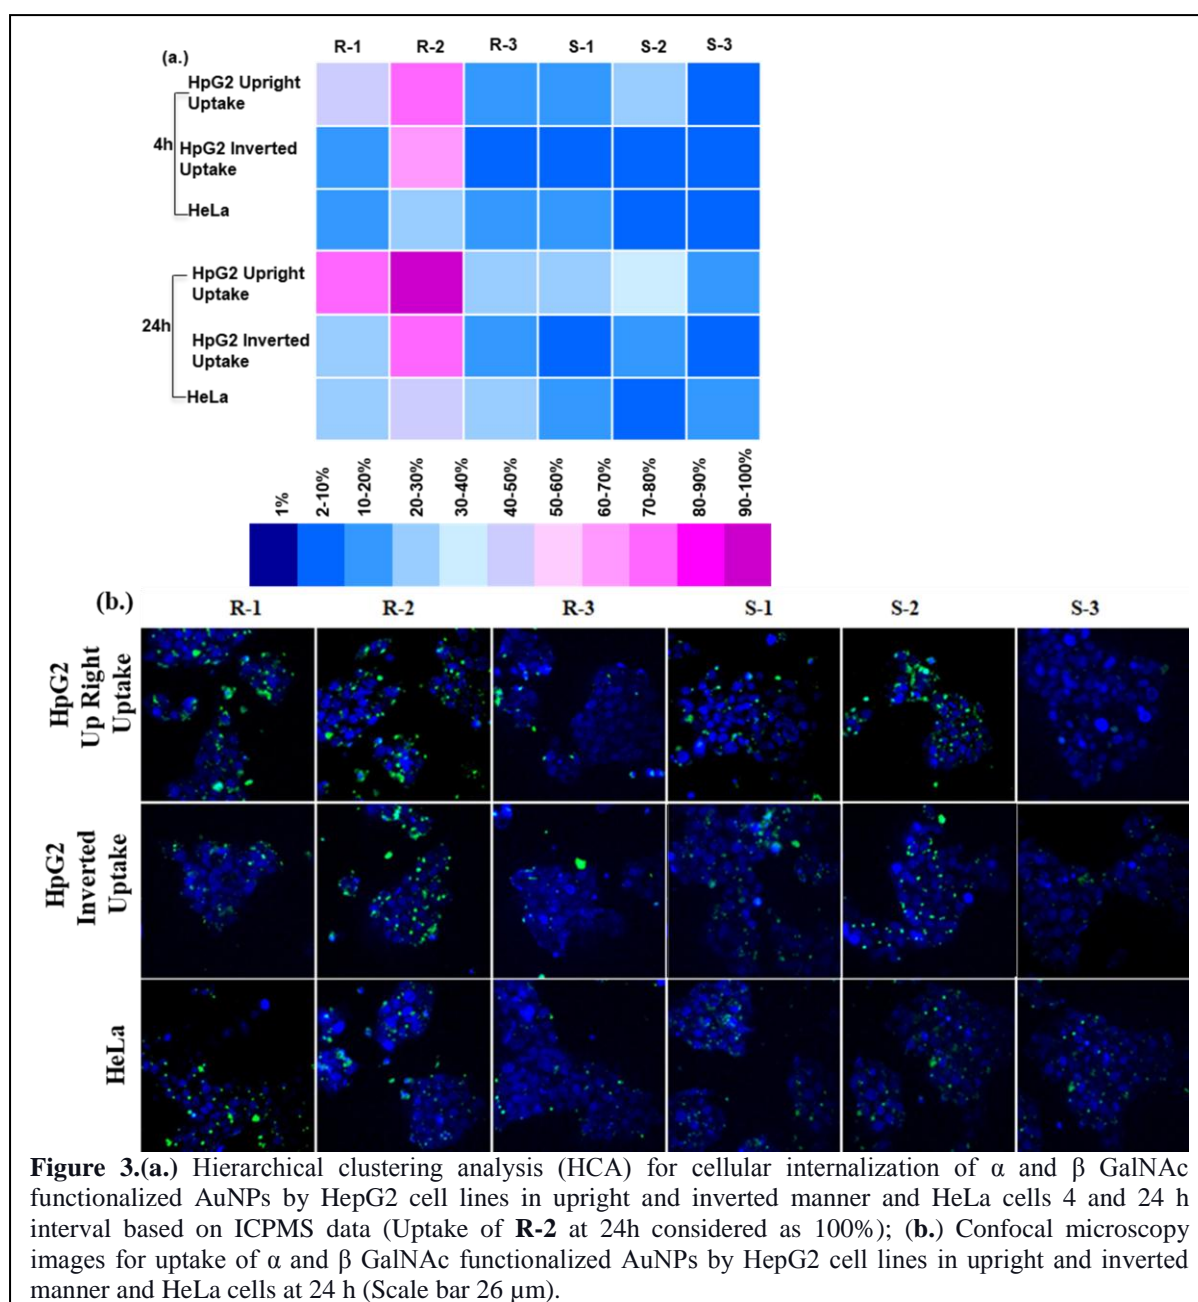 R-1 R-2 R-3 S-1 S-2 S-3
(a.)
HpG2 Upright
Uptake
4h
HpG2 Inverted
Uptake
HeLa
HpG2 Upright
Uptake
24h
HpG2 Inverted
Uptake
HeLa
1% 2-10% 10-20% 20-30% 30-40% 40-50% 50-60% 60-70% 70-80% 80-90% 90-100%
(b.) R-1 R-2 R-3 S-1 S-2 S-3
HpG2
Up Right
Uptake
HpG2
Inverted
Uptake
HeLa
Figure 3.(a.) Hierarchical clustering analysis (HCA) for cellular internalization of α and β GalNAc
functionalized AuNPs by HepG2 cell lines in upright and inverted manner and HeLa cells 4 and 24 h
interval based on ICPMS data (Uptake of R-2 at 24h considered as 100%); (b.) Confocal microscopy
images for uptake of α and β GalNAc functionalized AuNPs by HepG2 cell lines in upright and inverted
manner and HeLa cells at 24 h (Scale bar 26 µm).